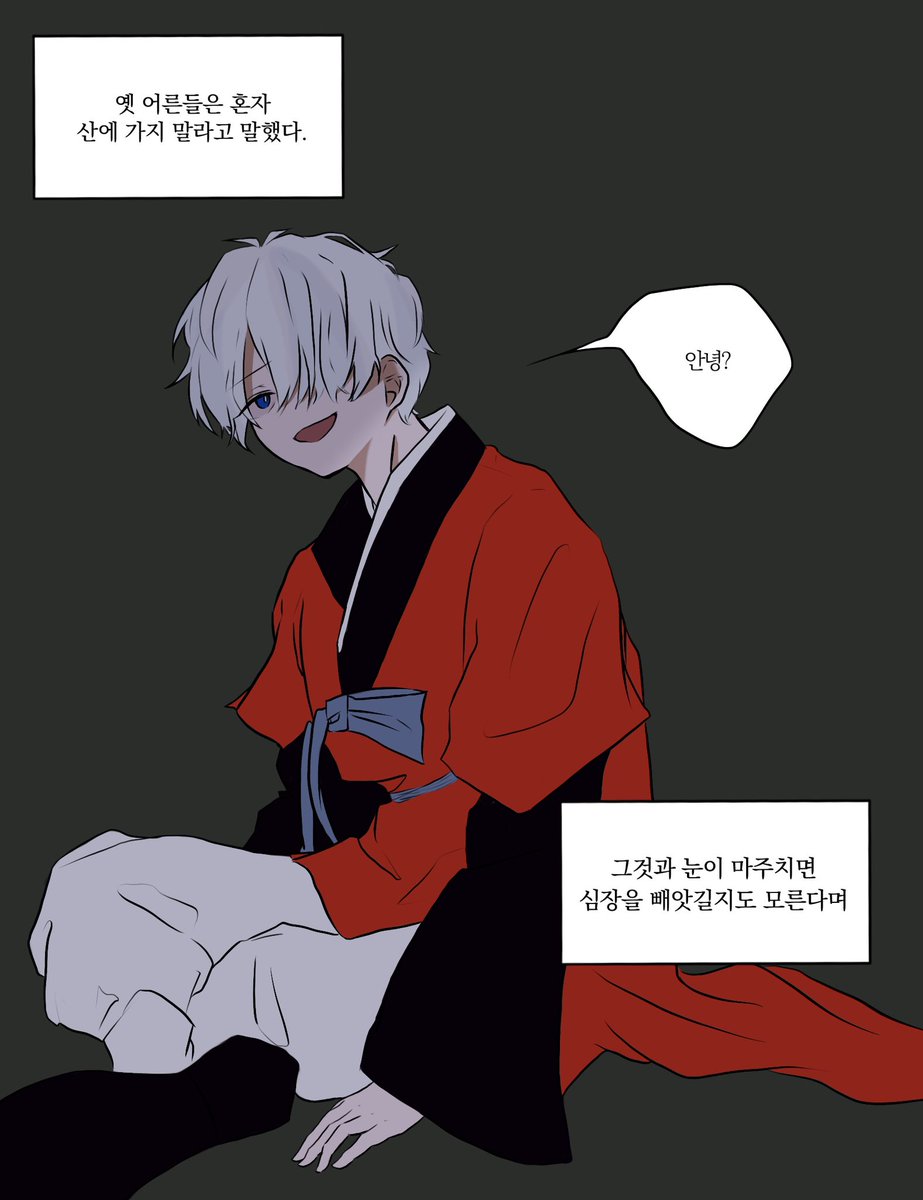 옛 어른들은 혼자
산에 가지 말라고 말했다.
안녕?
그것과 눈이 마주치면
심장을 빼앗길지도 모른다며